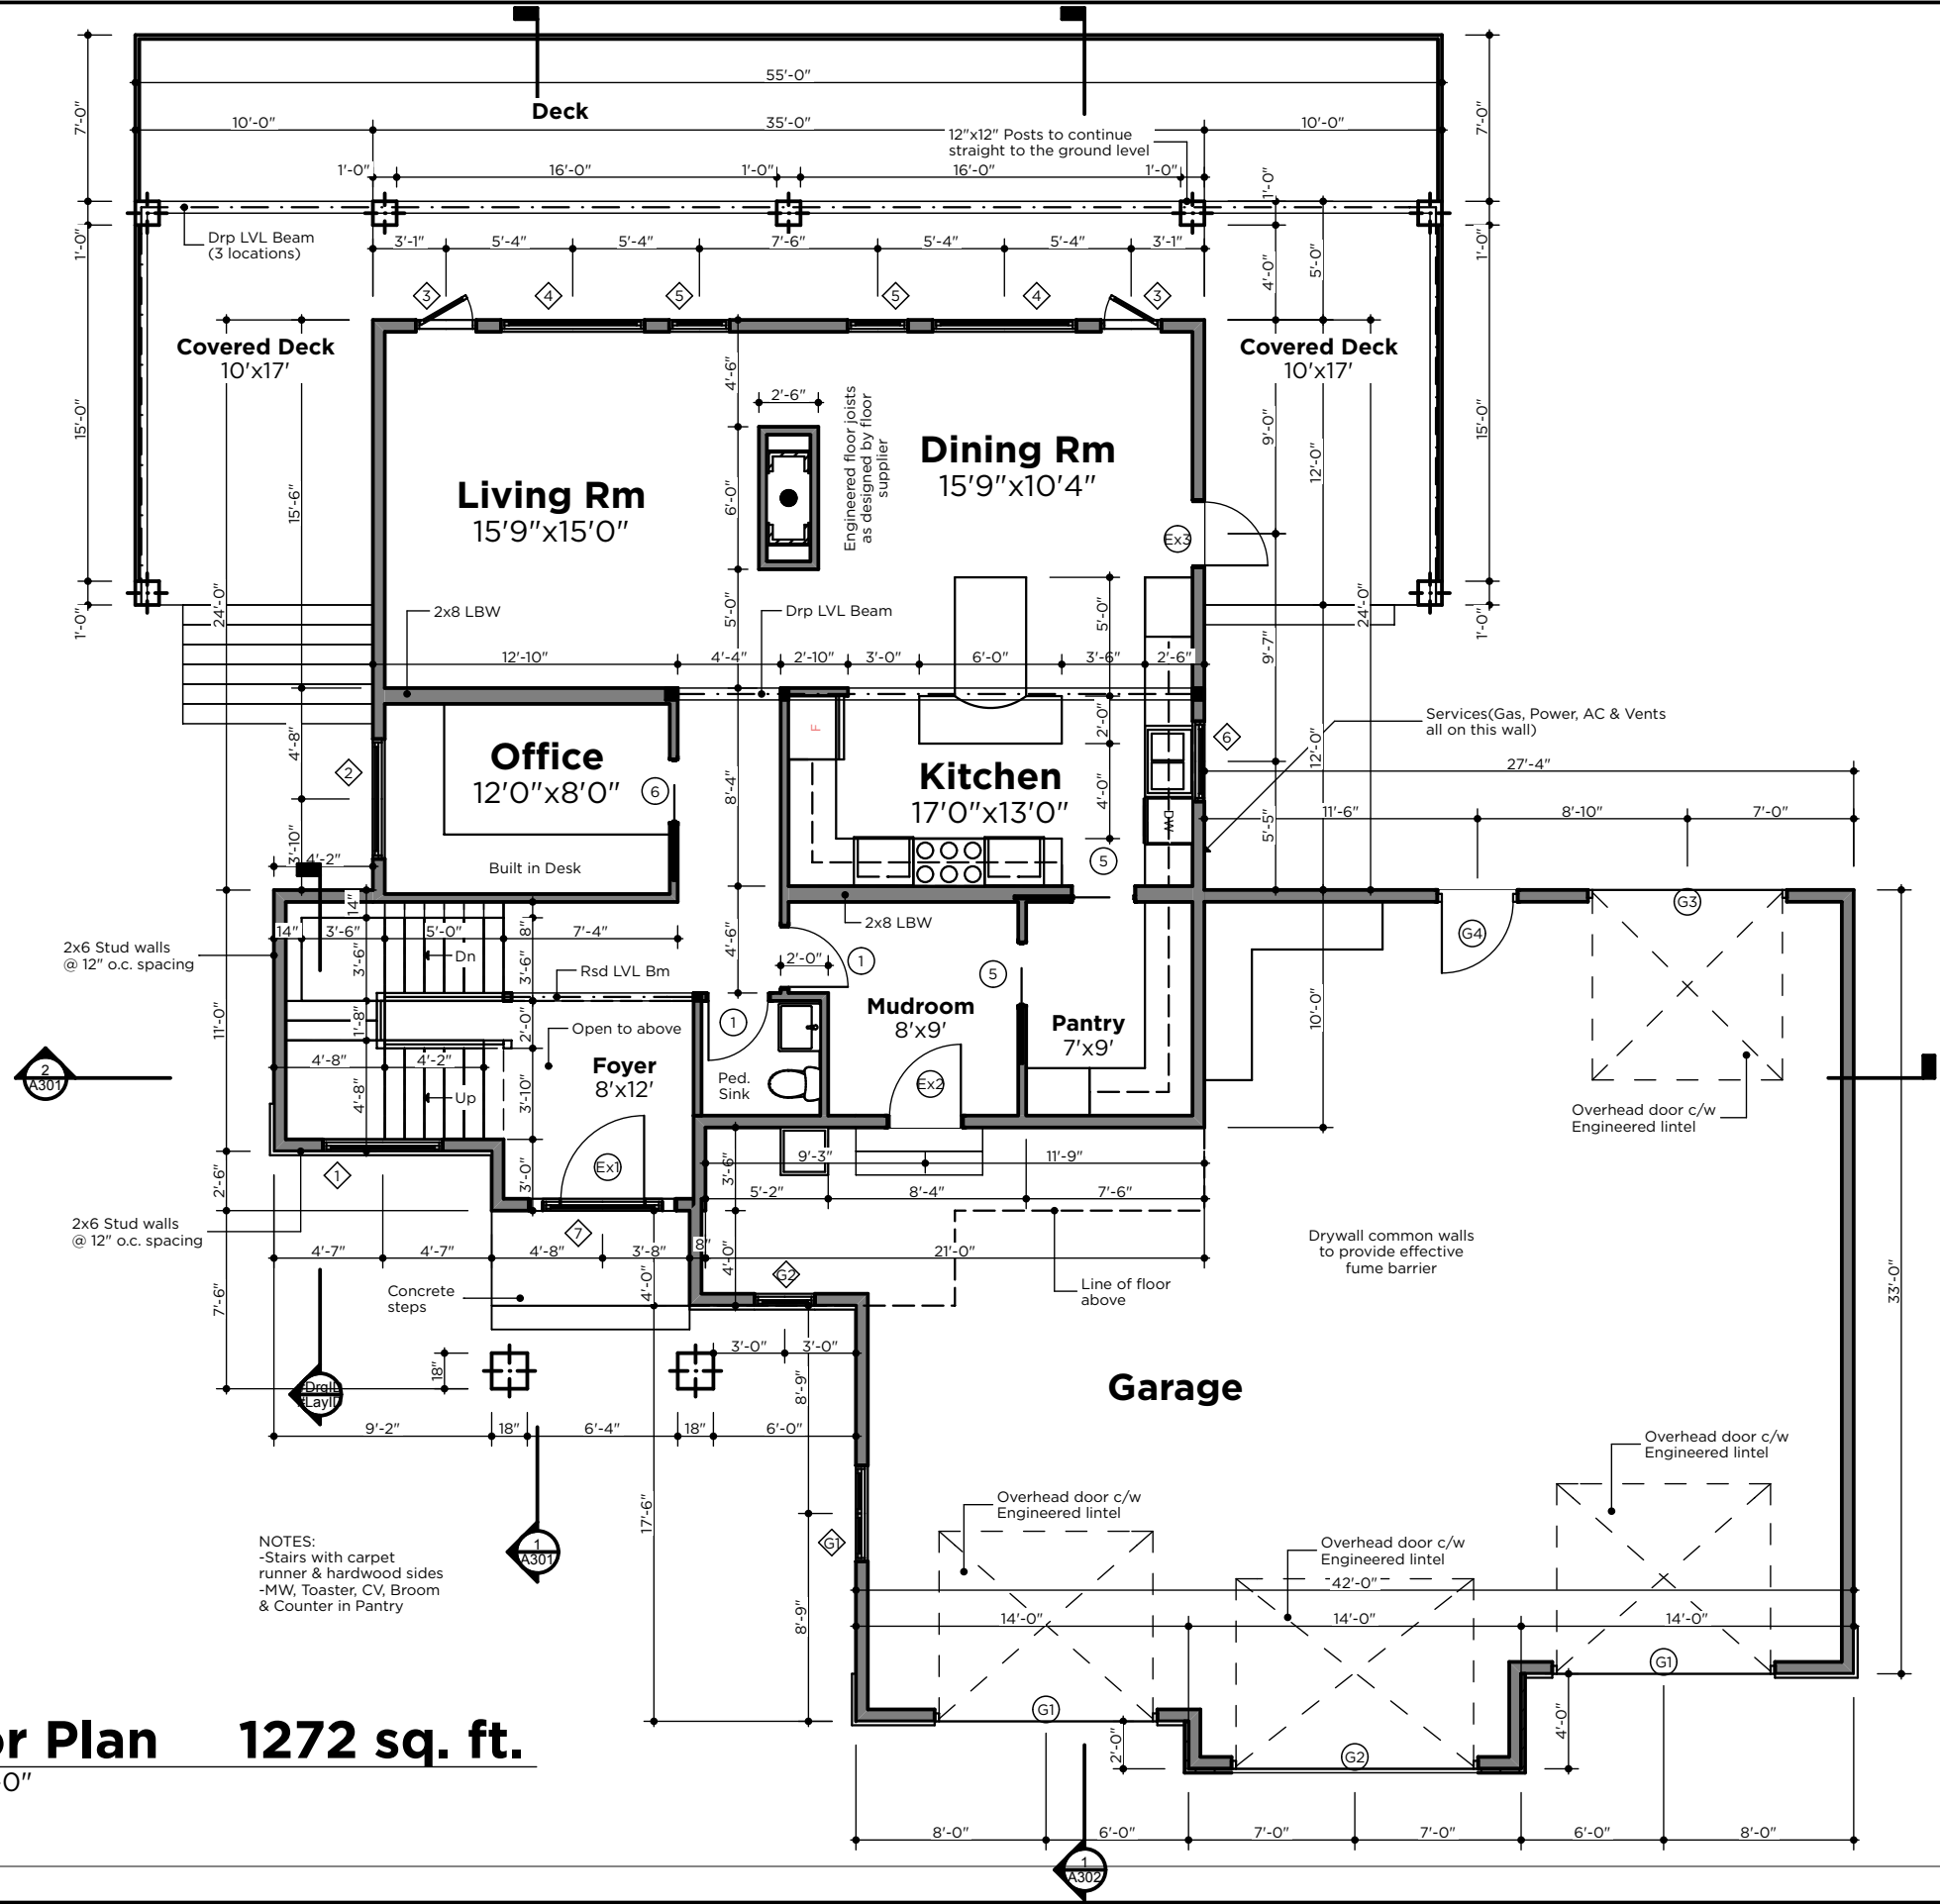 55'-0"
Deck
10'-0"
35'-0"
10'-0"
12"x12" Posts to continue
straight to the ground level
7'-0"
7'-0"
1'-0"
16'-0"
1'-0"
16'-0"
1'-0"
1'-0"
Drp LVL Beam
(3 locations)
3'-1"
5'-4"
5'-4"
7'-6"
5'-4"
5'-4"
3'-1"
1'-0"
4'-0"
5'-0"
1'-0"
3
4
5
5
4
3
Covered Deck
10'x17'
Covered Deck
10'x17'
4'-6"
2'-6"
Engineered floor joists
as designed by floor
supplier
15'-0"
9'-0"
12'-0"
15'-0"
Living Rm
15'9"x15'0"
Dining Rm
15'9"x10'4"
15'-6"
6'-0"
Ex3
24'-0"
2x8 LBW
5'-0"
Drp LVL Beam
5'-0"
24'-0"
1'-0"
1'-0"
12'-10"
4'-4"
2'-10"
3'-0"
6'-0"
3'-6"
2'-6"
9'-7"
Services(Gas, Power, AC & Vents
all on this wall)
4'-8"
2
Office
12'0"x8'0"
6
8'-4"
F
Kitchen
17'0"x13'0"
2'-0"
4'-0"
6
12'-0"
27'-4"
DW
11'-6"
8'-10"
7'-0"
5'-5"
3'-10"
4'-2"
Built in Desk
5
14"
2x8 LBW
G3
2x6 Stud walls
@ 12" o.c. spacing
14"
3'-6"
5'-0"
8"
7'-4"
4'-6"
G4
3'-6"
Dn
3'-6"
Rsd LVL Bm
2'-0"
1
5
11'-0"
1'-8"
2'-0"
Open to above
1
Mudroom
8'x9'
Pantry
7'x9'
10'-0"
4'-8"
4'-2"
Foyer
8'x12'
Ped.
Sink
Ex2
2
A301
4'-8"
Up
3'-10"
Overhead door c/w
Engineered lintel
1
3'-0"
Ex1
3'-6"
9'-3"
11'-9"
2'-6"
5'-2"
8'-4"
7'-6"
2x6 Stud walls
@ 12" o.c. spacing
7
4'-7"
4'-7"
4'-8"
3'-8"
8"
4'-0"
21'-0"
Drywall common walls
to provide effective
fume barrier
33'-0"
7'-6"
Concrete
steps
4'-0"
G2
Line of floor
above
3'-0"
3'-0"
18"
DrgID
#LayID
8'-9"
Garage
9'-2"
18"
6'-4"
18"
6'-0"
Overhead door c/w
Engineered lintel
Overhead door c/w
Engineered lintel
17'-6"
NOTES:
-Stairs with carpet
runner & hardwood sides
-MW, Toaster, CV, Broom
& Counter in Pantry
1
A301
G1
Overhead door c/w
Engineered lintel
42'-0"
8'-9"
14'-0"
14'-0"
14'-0"
G1
G1
4'-0"
2'-0"
G2
or Plan 1272 sq. ft.
-0"
8'-0"
6'-0"
7'-0"
7'-0"
6'-0"
8'-0"
1
A302